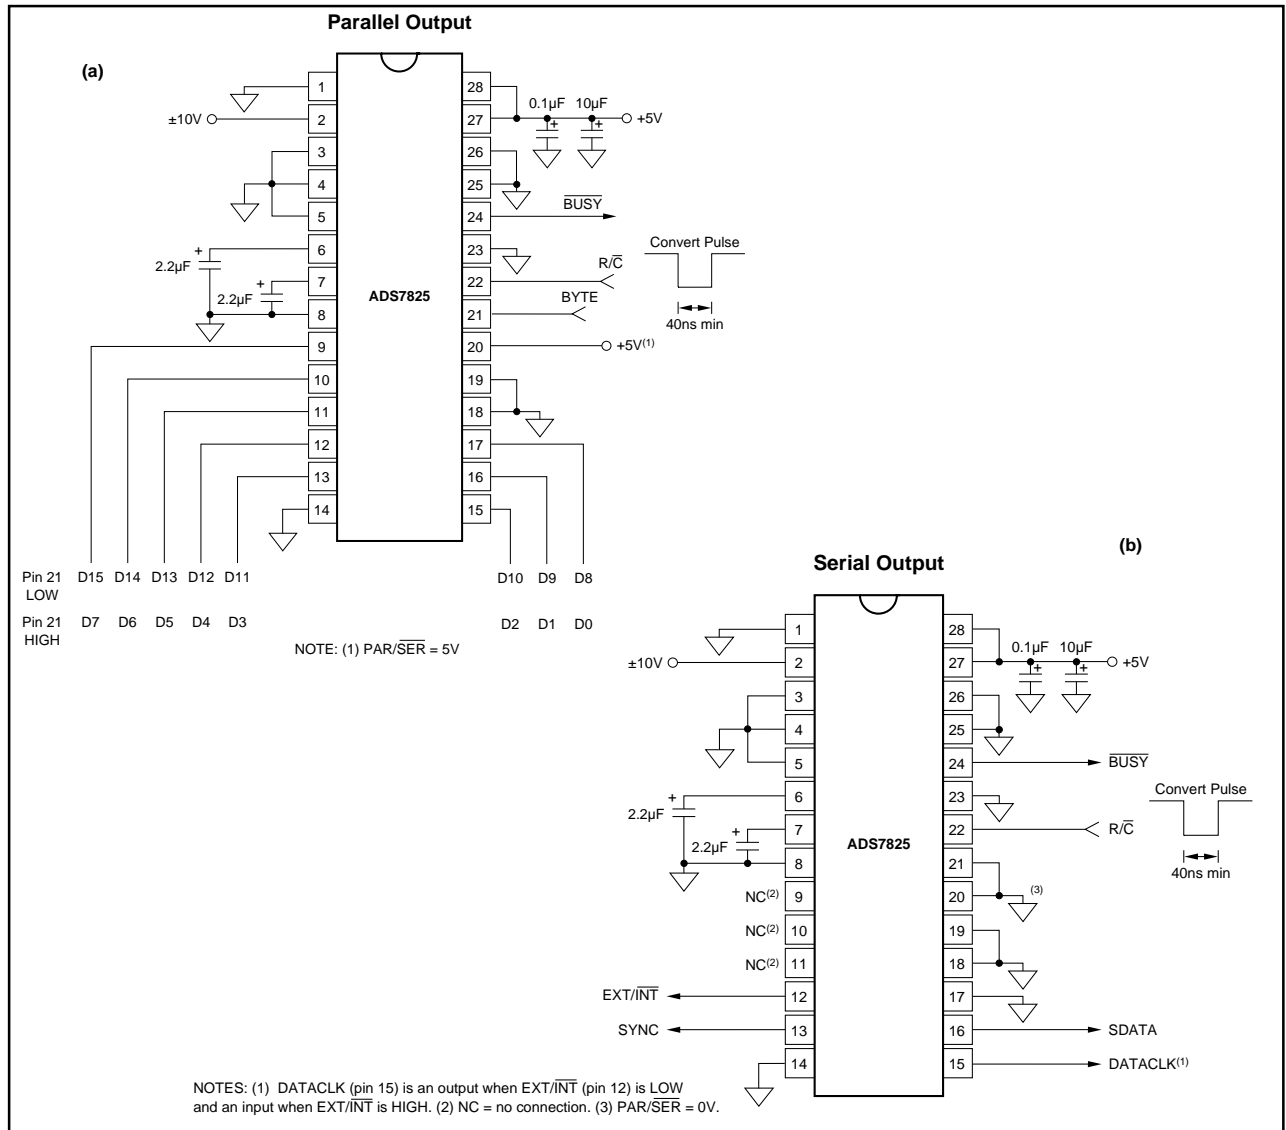 Parallel Output
(a)
1 28 0.1µF 10µF
±10V 2 27 +5V
+ +
3 26
4 25
5 24 B̅U̅S̅Y̅
6 23 Convert Pulse
+
2.2µF
7 22 R/C̅
+
2.2µF ADS7825 BYTE
8 21 40ns min
9 20 +5V(1)
10 19
11 18
12 17
13 16
14 15
Pin 21 LOW D15 D14 D13 D12 D11 D10 D9 D8
Pin 21 HIGH D7 D6 D5 D4 D3 D2 D1 D0
NOTE: (1) PAR/S̅E̅R̅ = 5V
(b)
Serial Output
1 28 0.1µF 10µF
±10V 2 27 +5V
+ +
3 26
4 25
5 24 B̅U̅S̅Y̅
6 23 Convert Pulse
+
2.2µF
7 22 R/C̅
+
2.2µF ADS7825
8 21 40ns min
NC(2) 9 20 (3)
NC(2) 10 19
NC(2) 11 18
EXT/I̅N̅T̅ 12 17
SYNC 13 16 SDATA
14 15 DATACLK(1)
NOTES: (1) DATACLK (pin 15) is an output when EXT/I̅N̅T̅ (pin 12) is LOW
and an input when EXT/I̅N̅T̅ is HIGH. (2) NC = no connection. (3) PAR/S̅E̅R̅ = 0V.